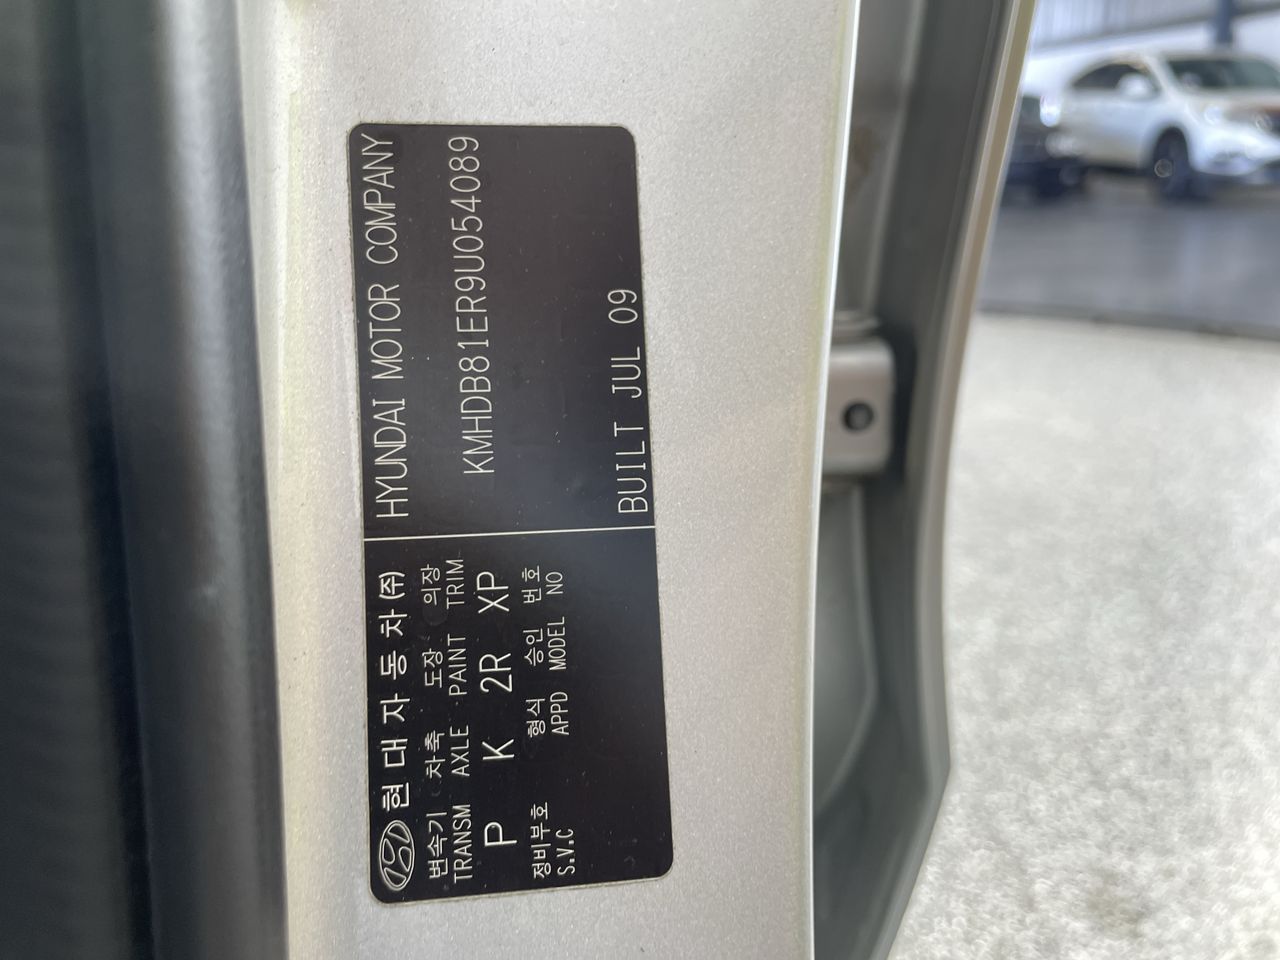 현대자동차(주)
HYUNDAI MOTOR COMPANY
변속기 차축 도장 의장
TRANSM AXLE PAINT TRIM
P K 2R XP
KMHDB81ER9U054089
정비부호 형식 승인 번호
S.V.C APPD MODEL NO
BUILT JUL 09